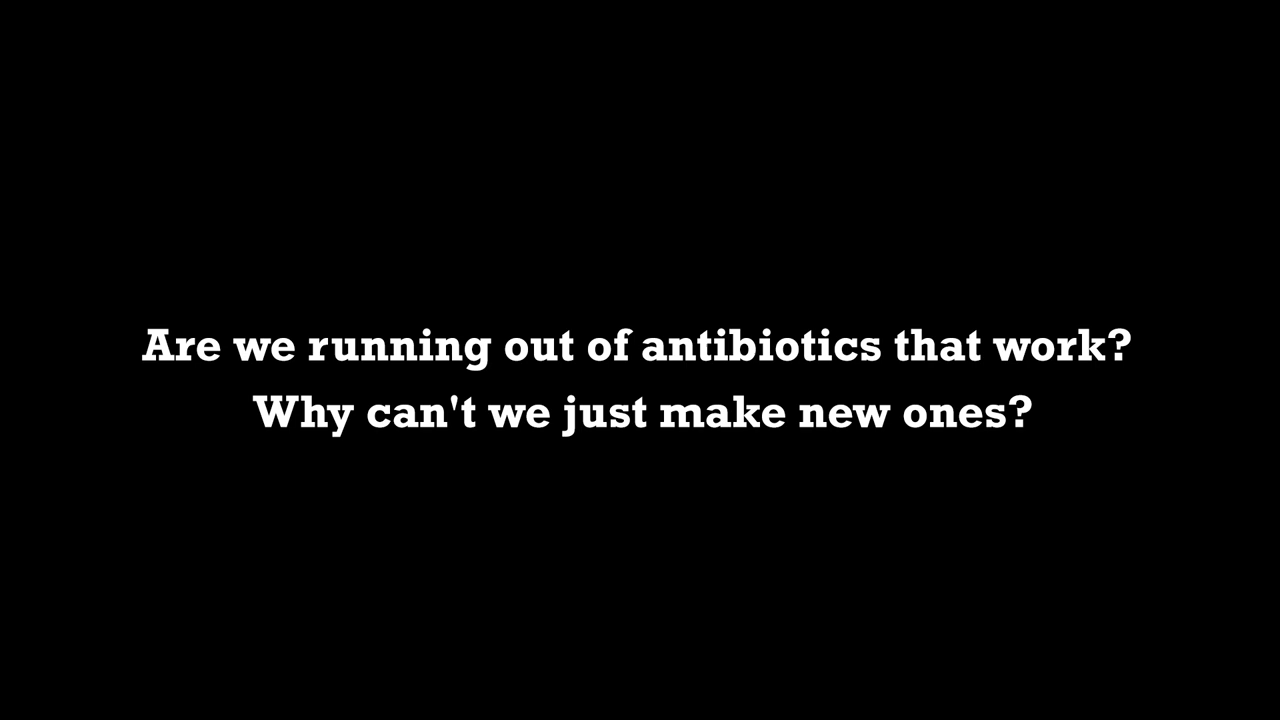 Are we running out of antibiotics that work?
Why can't we just make new ones?